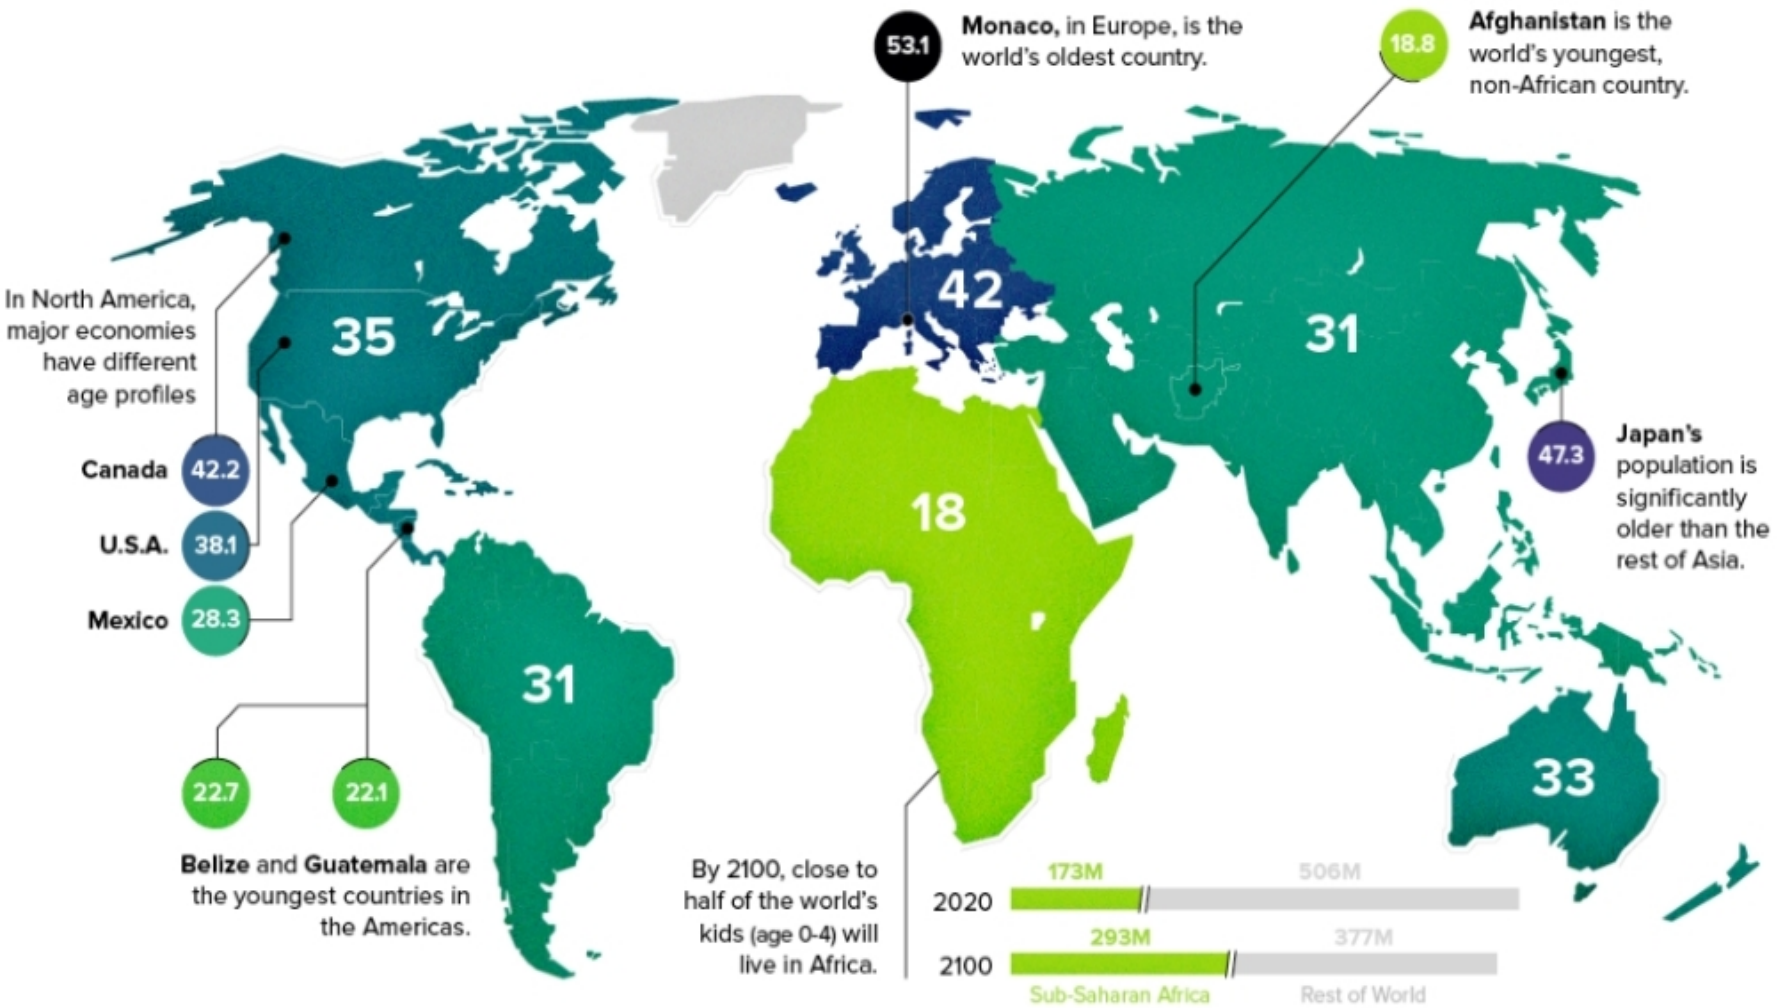 53.1
Monaco, in Europe, is the
world's oldest country.
18.8
Afghanistan is the
world's youngest,
non-African country.
In North America,
major economies
have different
age profiles
35
42
31
Canada 42.2
U.S.A. 38.1
Mexico 28.3
18
47.3
Japan's
population is
significantly
older than the
rest of Asia.
31
33
22.7
22.1
Belize and Guatemala are
the youngest countries in
the Americas.
By 2100, close to
half of the world's
kids (age 0-4) will
live in Africa.
173M 506M
2020
293M 377M
2100
Sub-Saharan Africa Rest of World